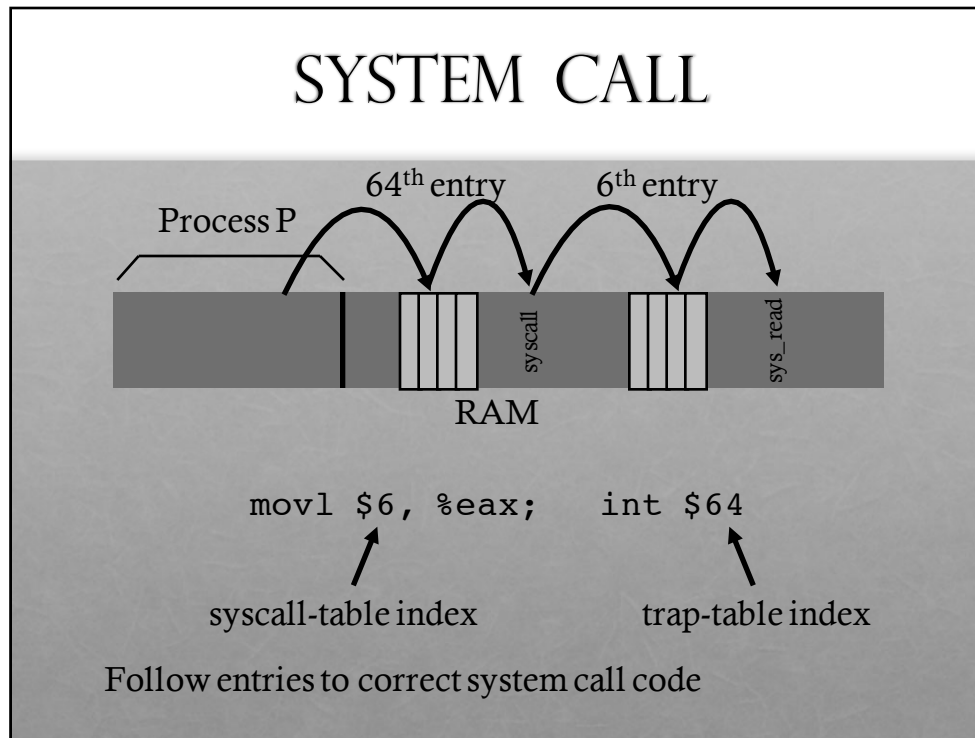 SYSTEM CALL
64th entry
6th entry
Process P
syscall
sys_read
RAM
movl $6, %eax;   int $64
syscall-table index
trap-table index
Follow entries to correct system call code